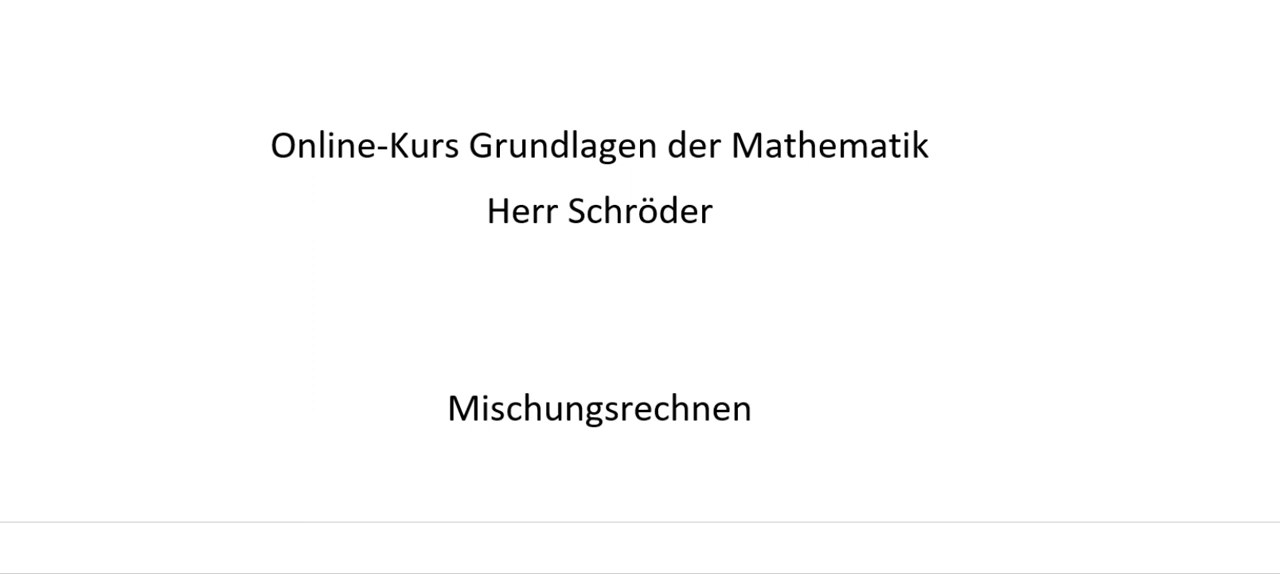 Online-Kurs Grundlagen der Mathematik
Herr Schröder
Mischungsrechnen